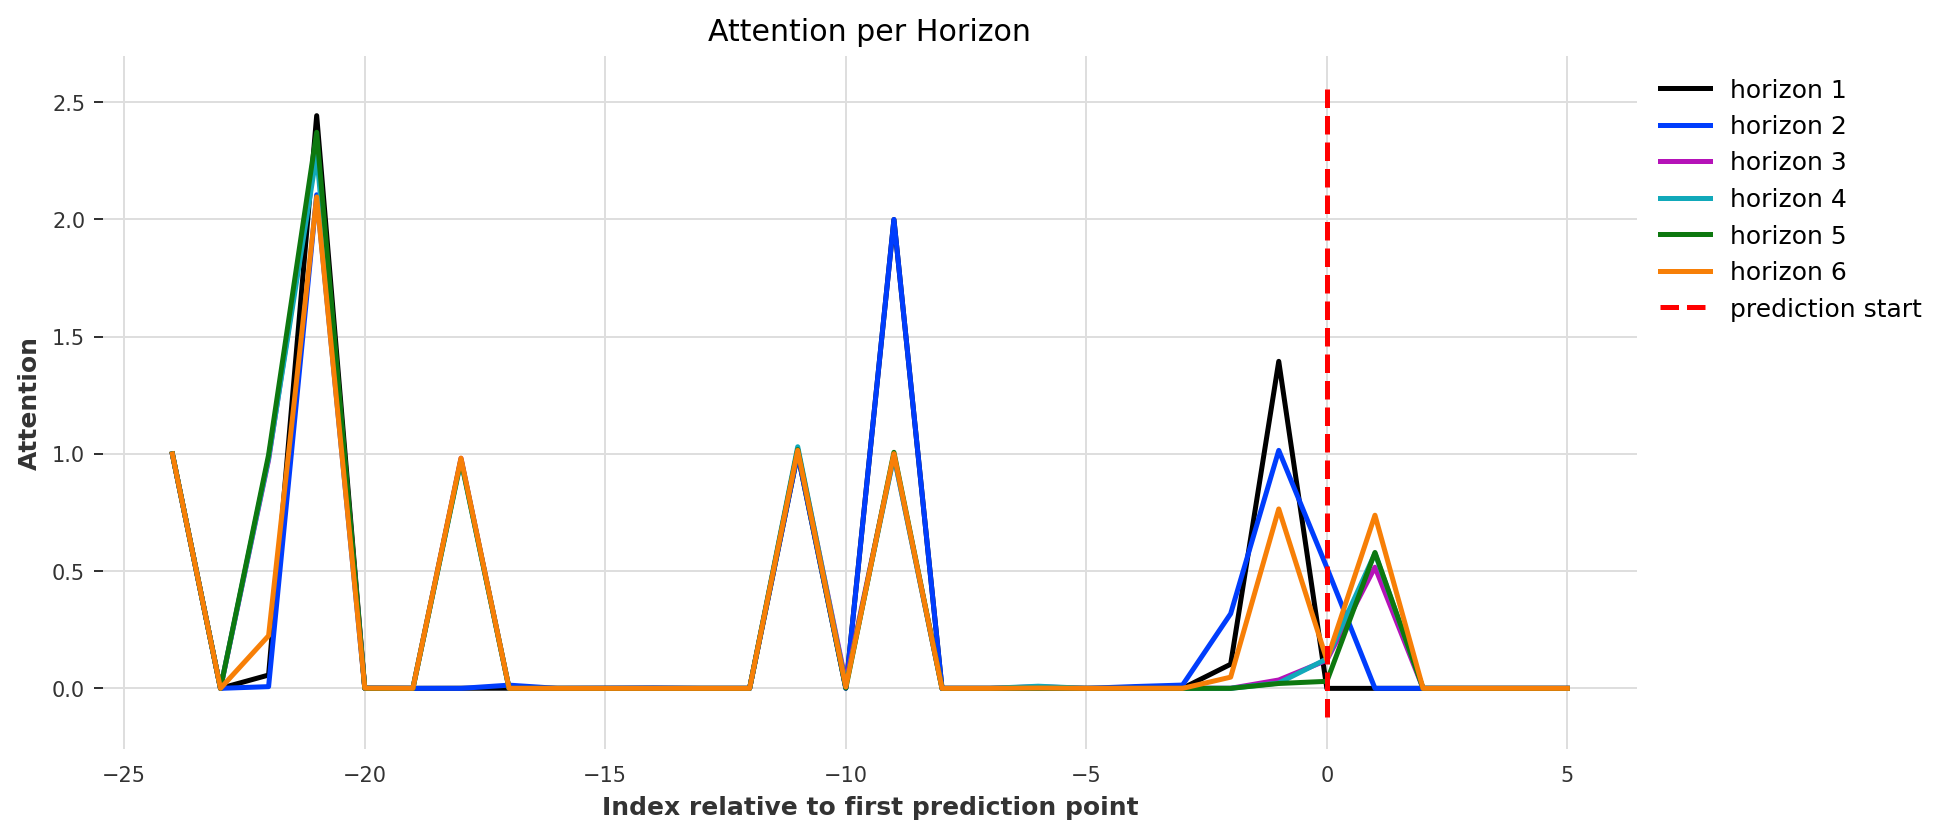 Attention per Horizon
2.5
2.0
1.5
1.0
0.5
0.0
Attention
−25
−20
−15
−10
−5
0
5
Index relative to first prediction point
horizon 1
horizon 2
horizon 3
horizon 4
horizon 5
horizon 6
prediction start